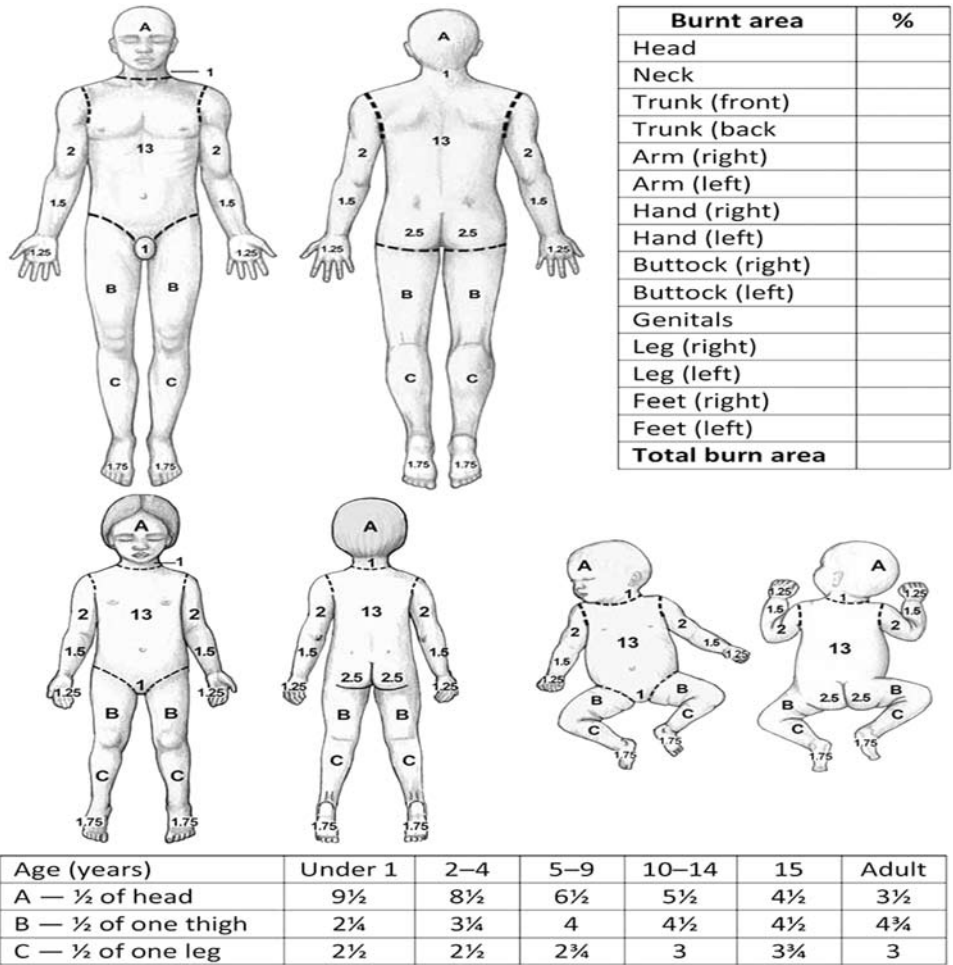 A
1
2
13
2
1.5
1.5
1.25
1
1.25
B
B
C
C
1.75
1.75
A
1
2
13
2
1.5
1.5
2.5
2.5
1.25
1.25
B
B
C
C
1.75
1.75
Burnt area %
Head
Neck
Trunk (front)
Trunk (back
Arm (right)
Arm (left)
Hand (right)
Hand (left)
Buttock (right)
Buttock (left)
Genitals
Leg (right)
Leg (left)
Feet (right)
Feet (left)
Total burn area
A
1
2
13
2
1.5
1.5
1.25
1
1.25
B
B
C
C
1.75
1.75
A
1
2
13
2
1.5
1.5
2.5
2.5
1.25
1.25
B
B
C
C
1.75
1.75
A
1
2
2
13
1.5
1.5
1.25
1.25
B
1
B
C
C
1.75
1.75
A
1.25
1.25
1
1.5
1.5
2
2
13
B
2.5
2.5
B
C
C
1.75
1.75
Age (years) Under 1 2–4 5–9 10–14 15 Adult
A — ½ of head 9½ 8½ 6½ 5½ 4½ 3½
B — ½ of one thigh 2¼ 3¼ 4 4½ 4½ 4¾
C — ½ of one leg 2½ 2½ 2¾ 3 3¾ 3